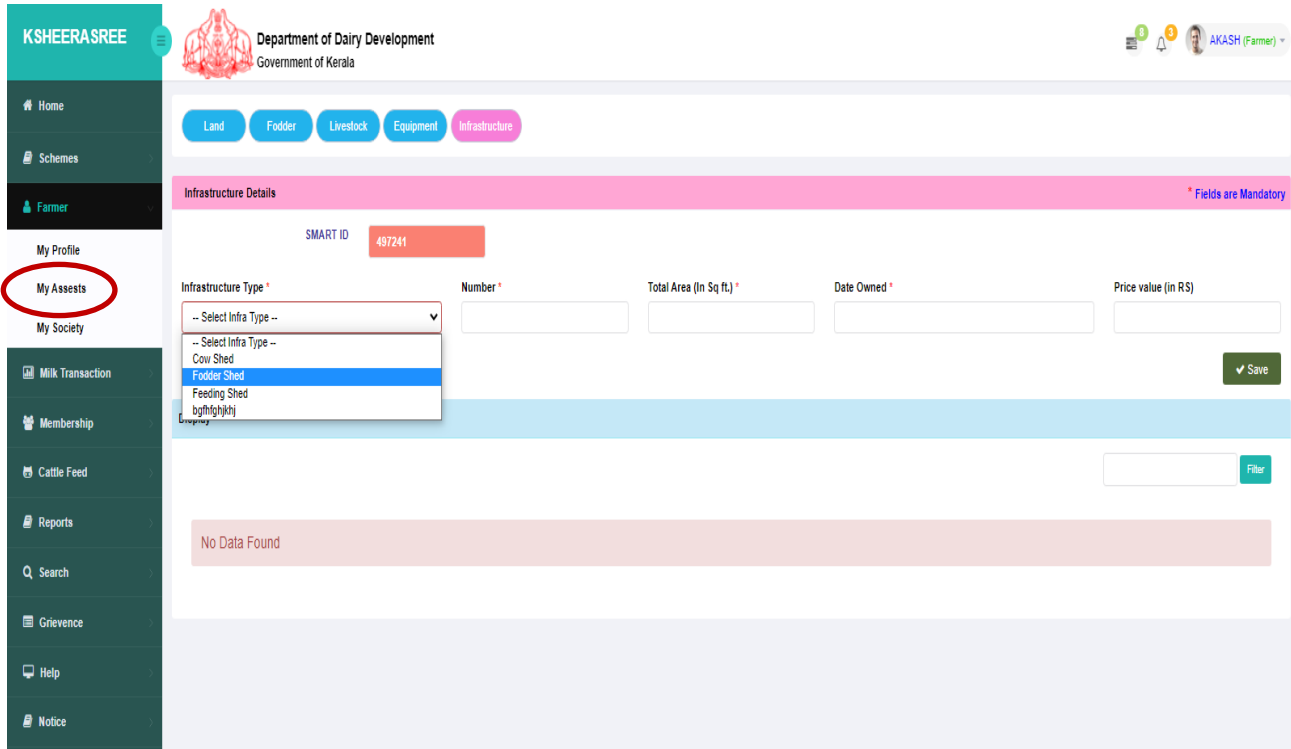 KSHEERASREE
Department of Dairy Development
Government of Kerala
8
3
AKASH (Farmer)
Home
Schemes
Farmer
My Profile
My Assests
My Society
Milk Transaction
Membership
Cattle Feed
Reports
Search
Grievence
Help
Notice
Land Fodder Livestock Equipment Infrastructure
Infrastructure Details * Fields are Mandatory
SMART ID 497241
Infrastructure Type * Number * Total Area (In Sq ft.) * Date Owned * Price value (in RS)
-- Select Infra Type --
-- Select Infra Type --
Cow Shed
Fodder Shed
Feeding Shed
bgfhfghjkhj
Save
Display
Filter
No Data Found